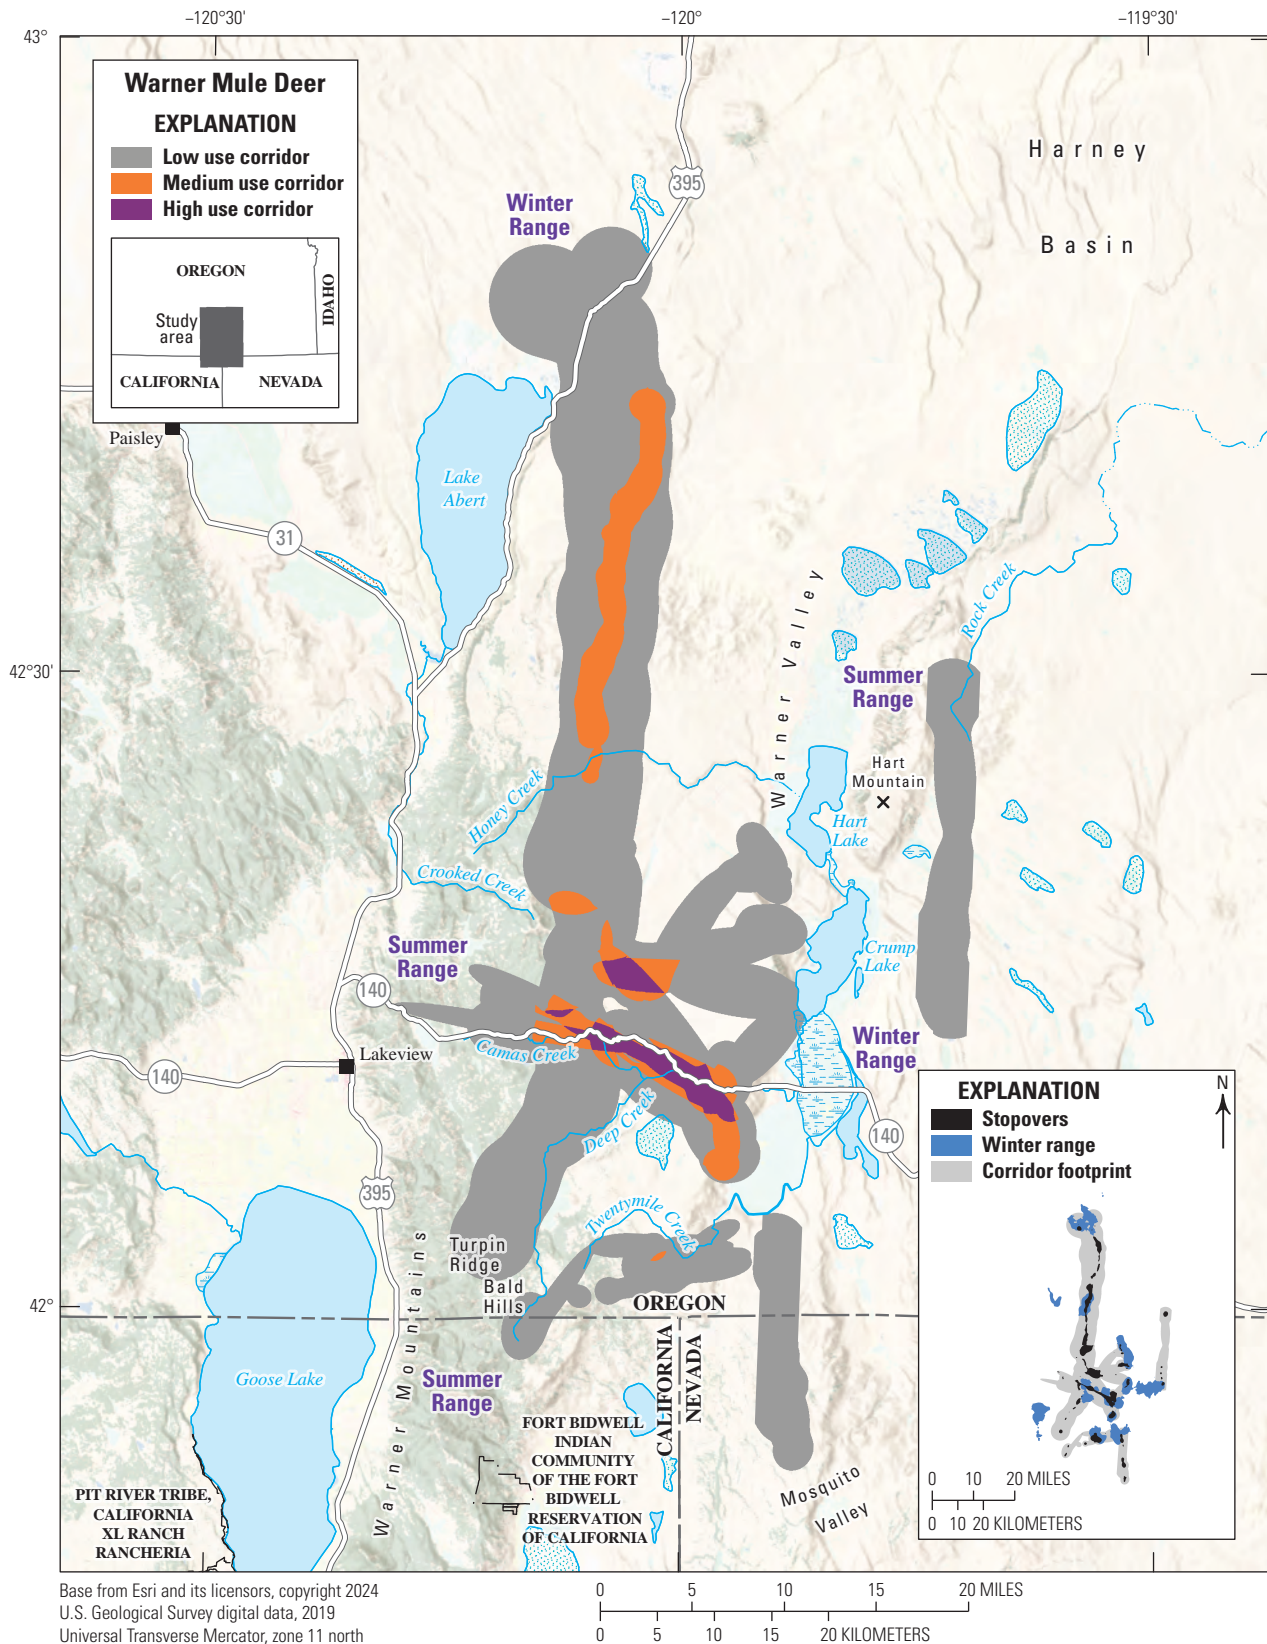 −120°30'
−120°
−119°30'
43°
Warner Mule Deer
EXPLANATION
Low use corridor
Medium use corridor
High use corridor
OREGON
IDAHO
Study
area
CALIFORNIA
NEVADA
Harney
Basin
395
Winter
Range
Paisley
Lake
Abert
31
Rock Creek
Warner Valley
42°30'
Summer
Range
Hart
Mountain
Honey Creek
Hart
Lake
Crooked Creek
Summer
Range
Crump
Lake
140
Winter
Range
Camas Creek
Lakeview
140
Deep Creek
140
395
Twentymile Creek
Turpin
Ridge
Bald
Hills
42°
OREGON
CALIFORNIA
NEVADA
Goose Lake
Warner Mountains
Summer
Range
FORT BIDWELL
INDIAN
COMMUNITY
OF THE FORT
BIDWELL
RESERVATION
OF CALIFORNIA
Mosquito
Valley
PIT RIVER TRIBE,
CALIFORNIA
XL RANCH
RANCHERIA
EXPLANATION
N
Stopovers
Winter range
Corridor footprint
0 10 20 MILES
0 10 20 KILOMETERS
Base from Esri and its licensors, copyright 2024
U.S. Geological Survey digital data, 2019
Universal Transverse Mercator, zone 11 north
0 5 10 15 20 MILES
0 5 10 15 20 KILOMETERS